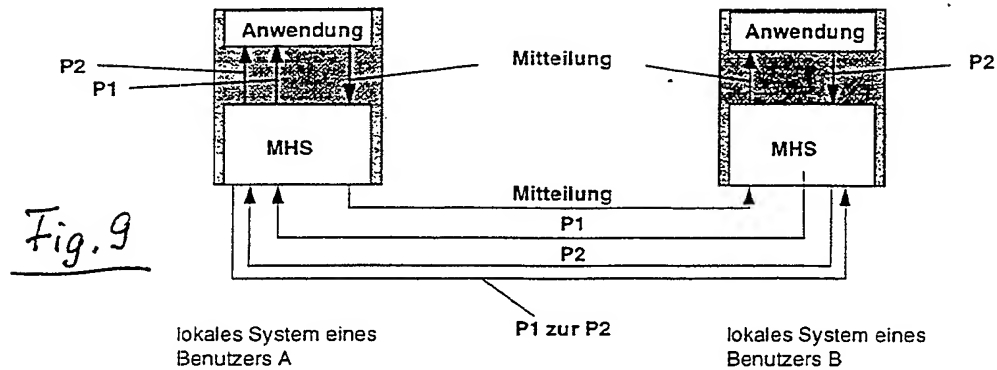 Anwendung
Anwendung
P2
Mitteilung
P2
P1
MHS
MHS
Mitteilung
P1
Fig. 9
P2
P1 zur P2
lokales System eines
Benutzers A
lokales System eines
Benutzers B